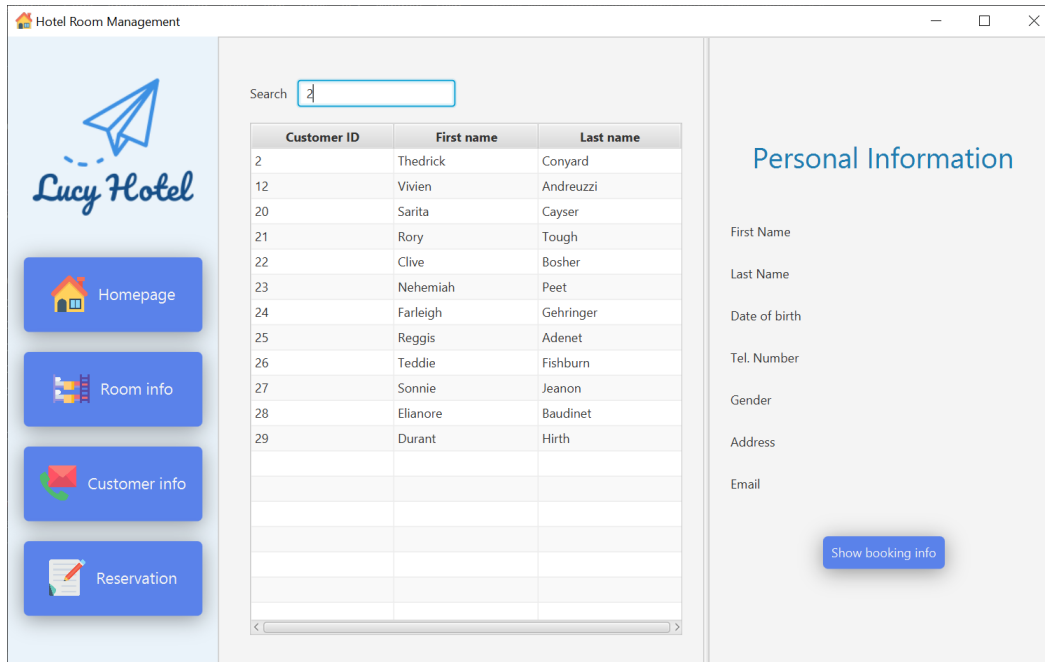 Hotel Room Management
Lucy Hotel
Homepage
Room info
Customer info
Reservation
Search 2
Customer ID First name Last name
2 Thedrick Conyard
12 Vivien Andreuzzi
20 Sarita Cayser
21 Rory Tough
22 Clive Bosher
23 Nehemiah Peet
24 Farleigh Gehringer
25 Reggis Adenet
26 Teddie Fishburn
27 Sonnie Jeanon
28 Elianore Baudinet
29 Durant Hirth
Personal Information
First Name
Last Name
Date of birth
Tel. Number
Gender
Address
Email
Show booking info